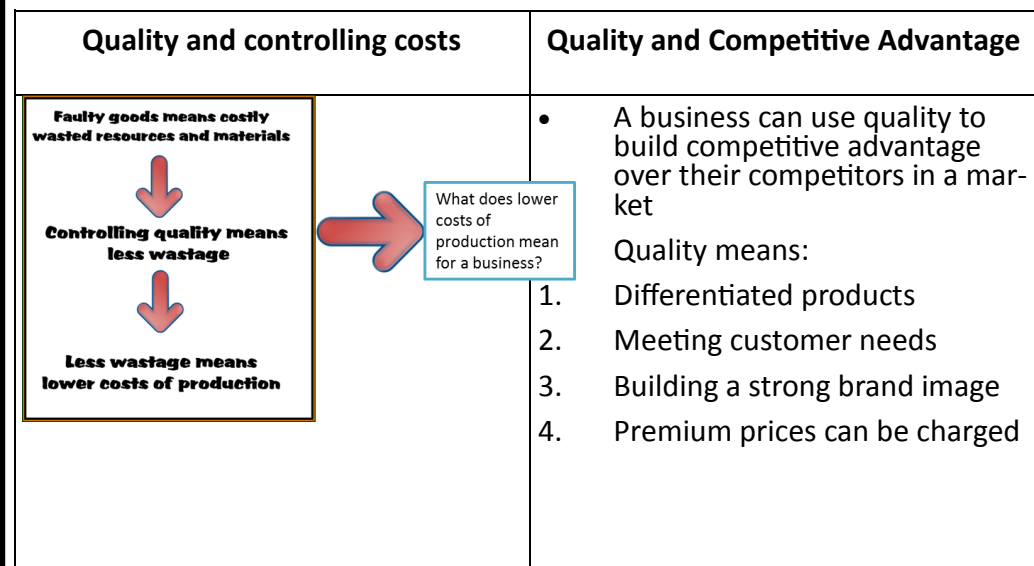 Quality and controlling costs
Quality and Competitive Advantage
Faulty goods means costly
wasted resources and materials
Controlling quality means
less wastage
Less wastage means
lower costs of production
What does lower
costs of
production mean
for a business?
• A business can use quality to
build competitive advantage
over their competitors in a mar-
ket
Quality means:
1. Differentiated products
2. Meeting customer needs
3. Building a strong brand image
4. Premium prices can be charged